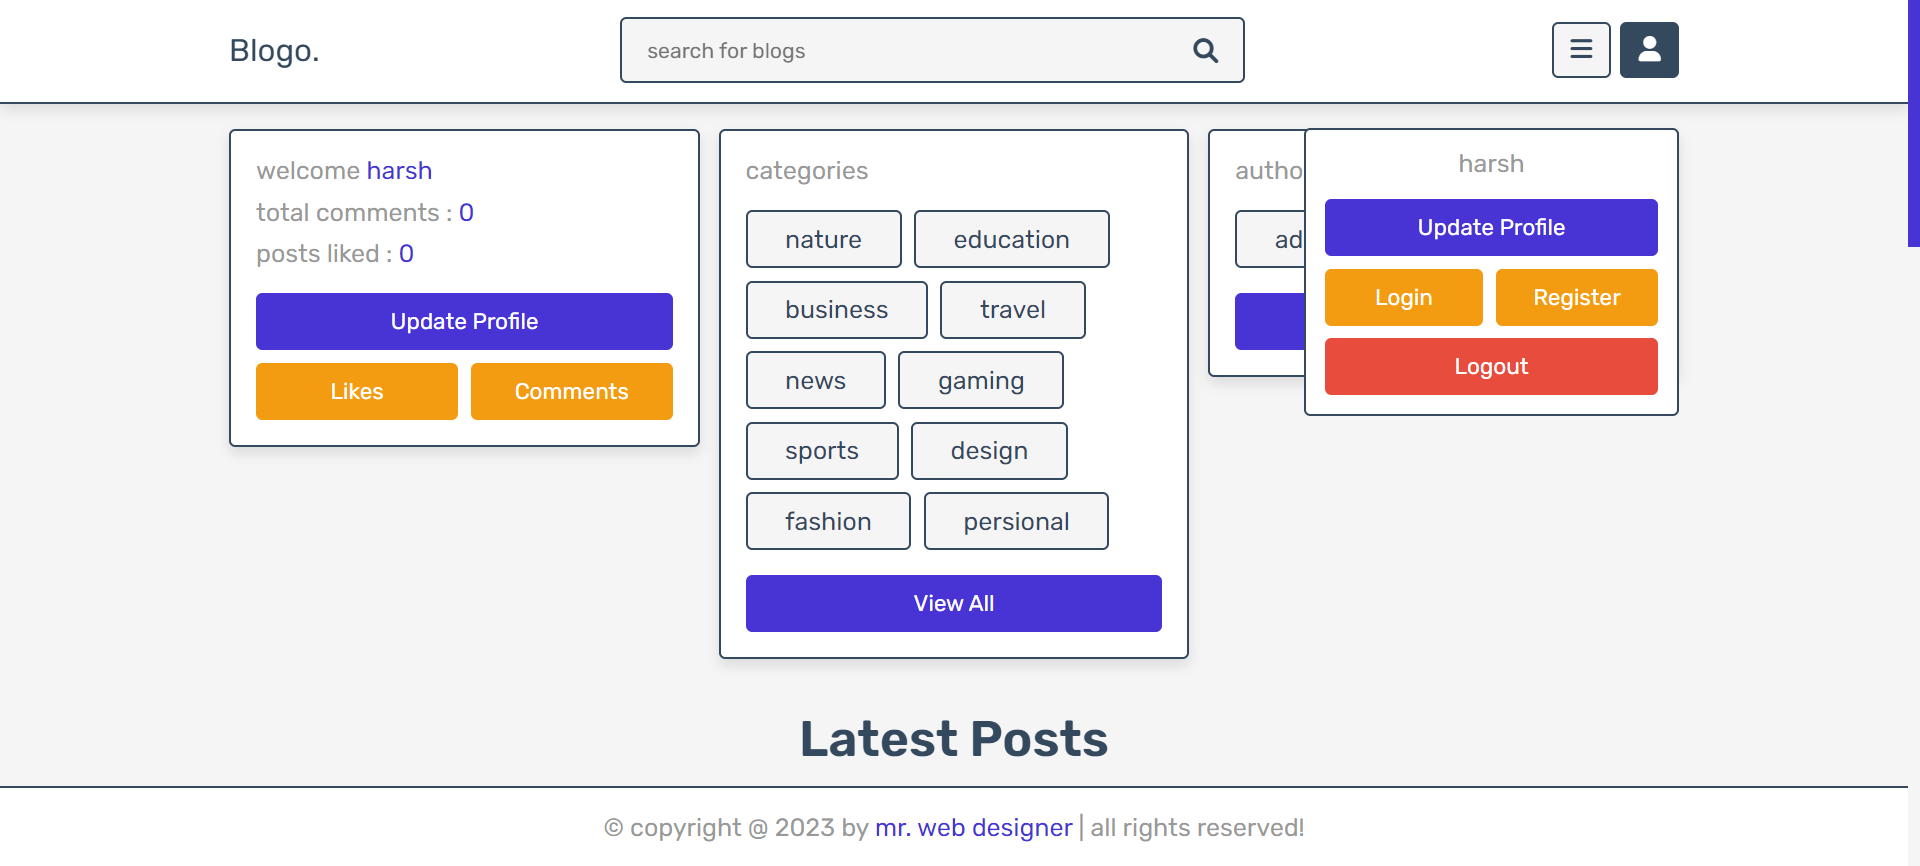 Blogo.
search for blogs
welcome harsh
total comments : 0
posts liked : 0
Update Profile
Likes Comments
categories
nature education
business travel
news gaming
sports design
fashion persional
View All
autho
ad
harsh
Update Profile
Login Register
Logout
Latest Posts
© copyright @ 2023 by mr. web designer | all rights reserved!